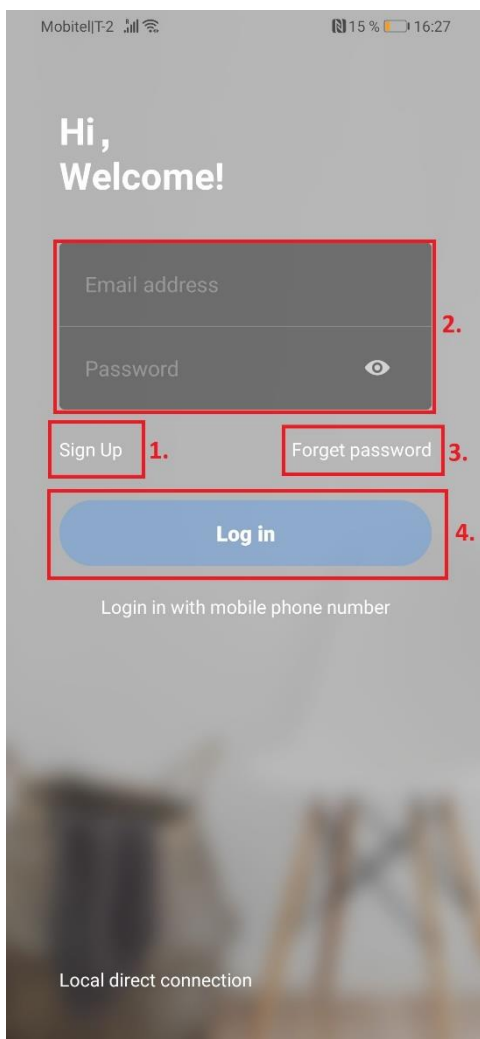 Mobitel|T-2 15 % 16:27
Hi,
Welcome!
Email address
2.
Password
Sign Up 1. Forget password 3.
Log in 4.
Login in with mobile phone number
Local direct connection